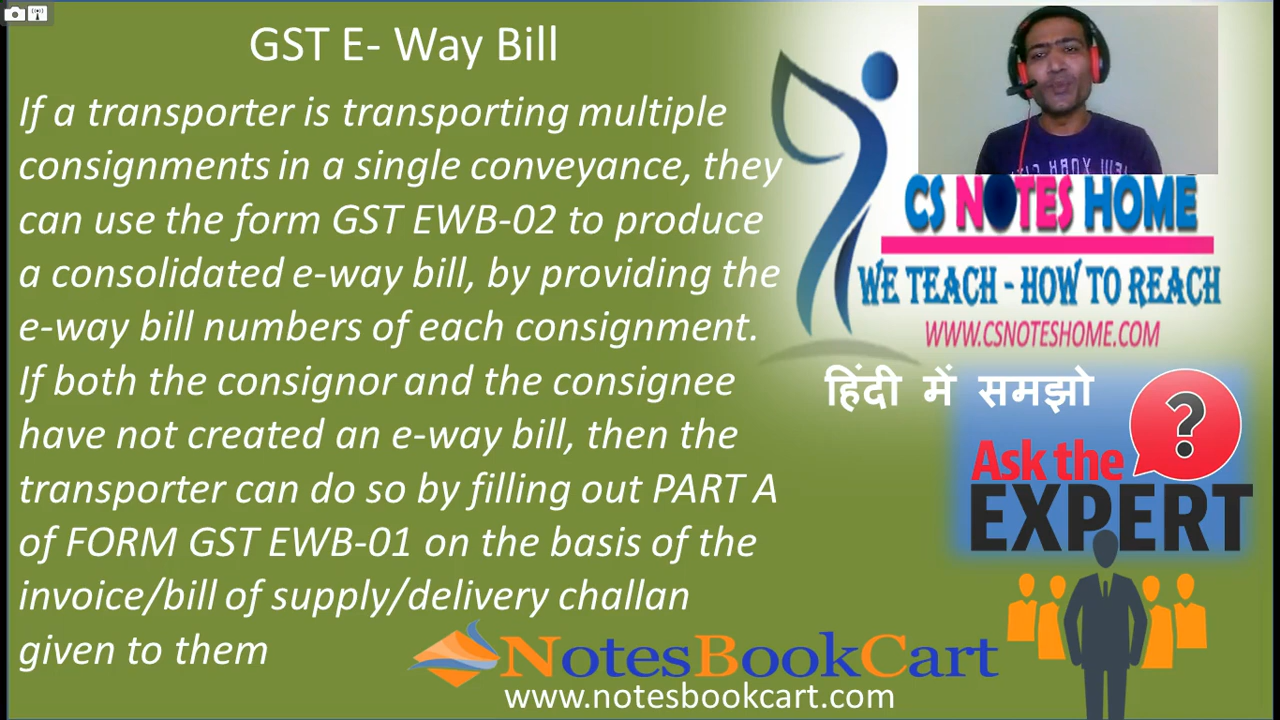 GST E- Way Bill
If a transporter is transporting multiple
consignments in a single conveyance, they
can use the form GST EWB-02 to produce
a consolidated e-way bill, by providing the
e-way bill numbers of each consignment.
If both the consignor and the consignee
have not created an e-way bill, then the
transporter can do so by filling out PART A
of FORM GST EWB-01 on the basis of the
invoice/bill of supply/delivery challan
given to them
CS NOTES HOME
WE TEACH - HOW TO REACH
WWW.CSNOTESHOME.COM
हिंदी में समझो
?
Ask the
EXPERT
NotesBookCart
www.notesbookcart.com